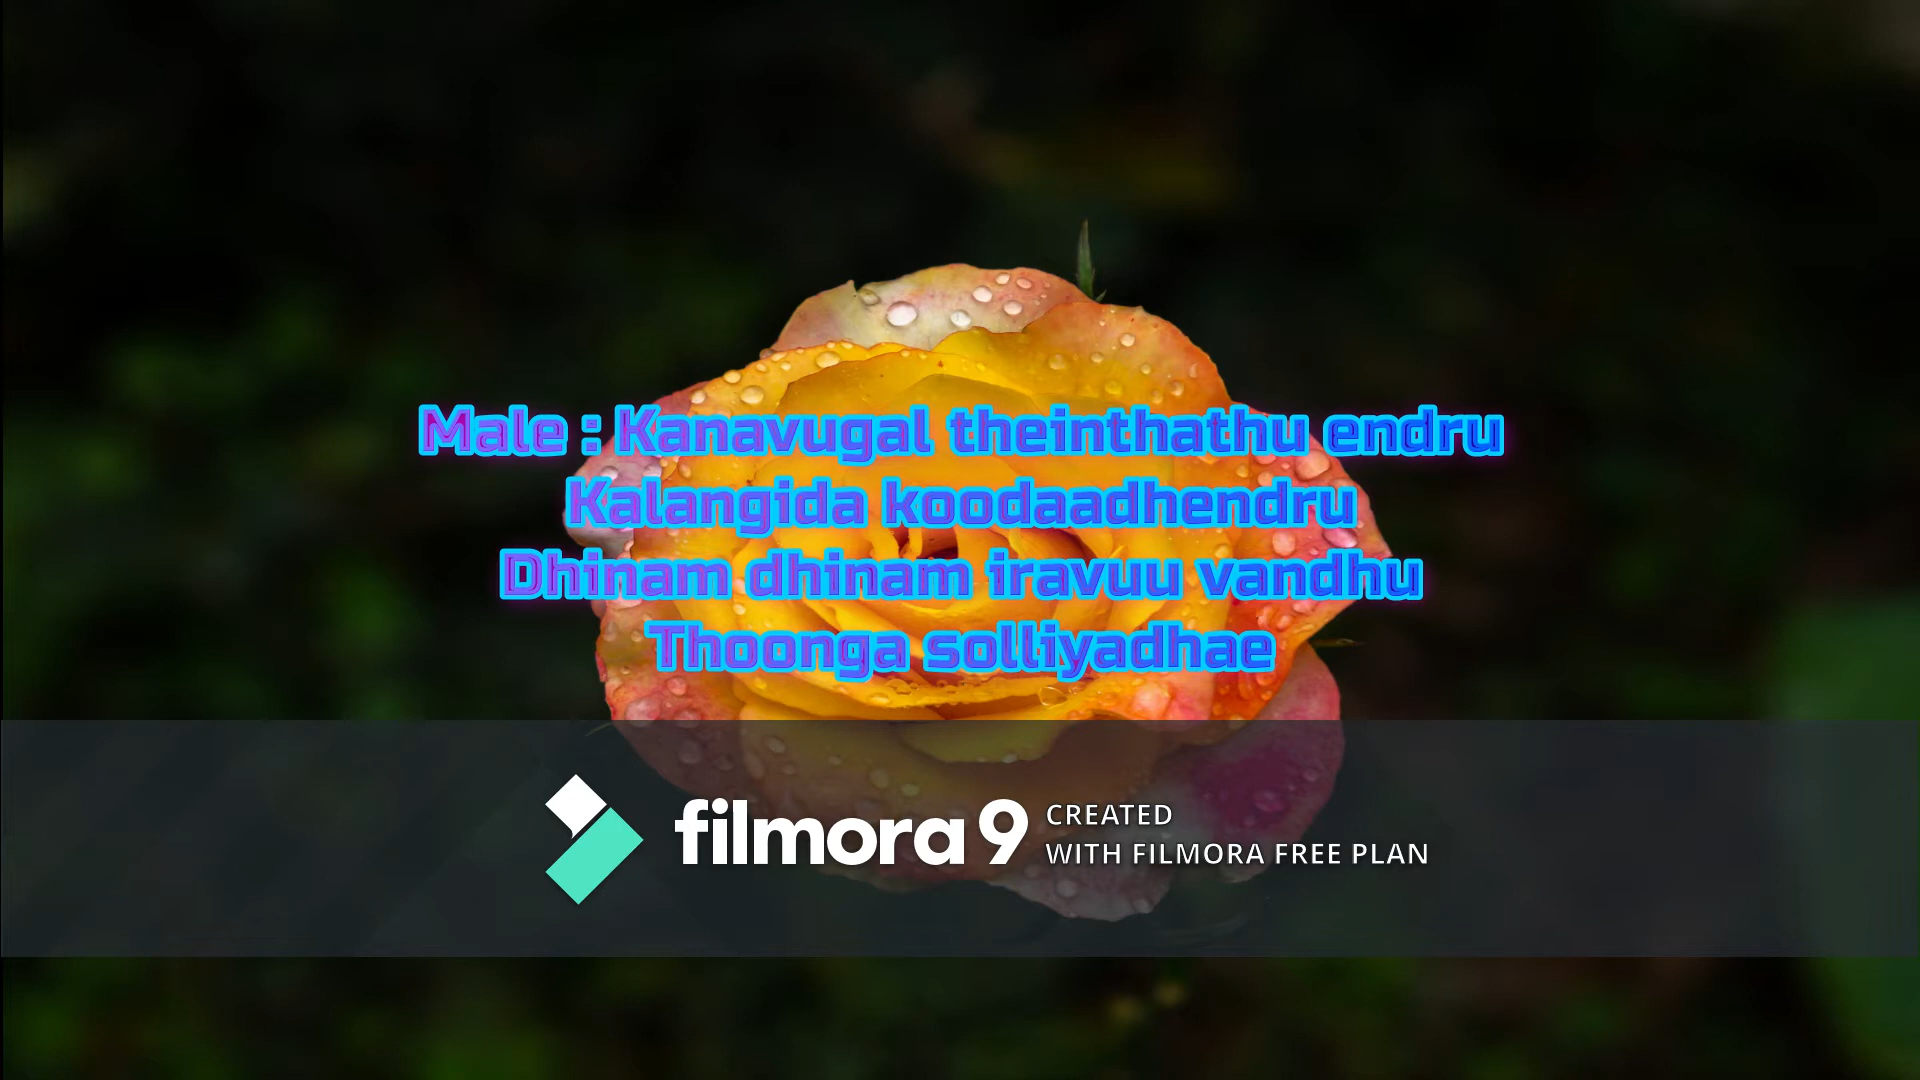 Male : Kanavugal theinthathu endru
Kalangida koodaadhendru
Dhinam dhinam iravuu vandhu
Thoonga solliyadhae
filmora 9 CREATED
WITH FILMORA FREE PLAN